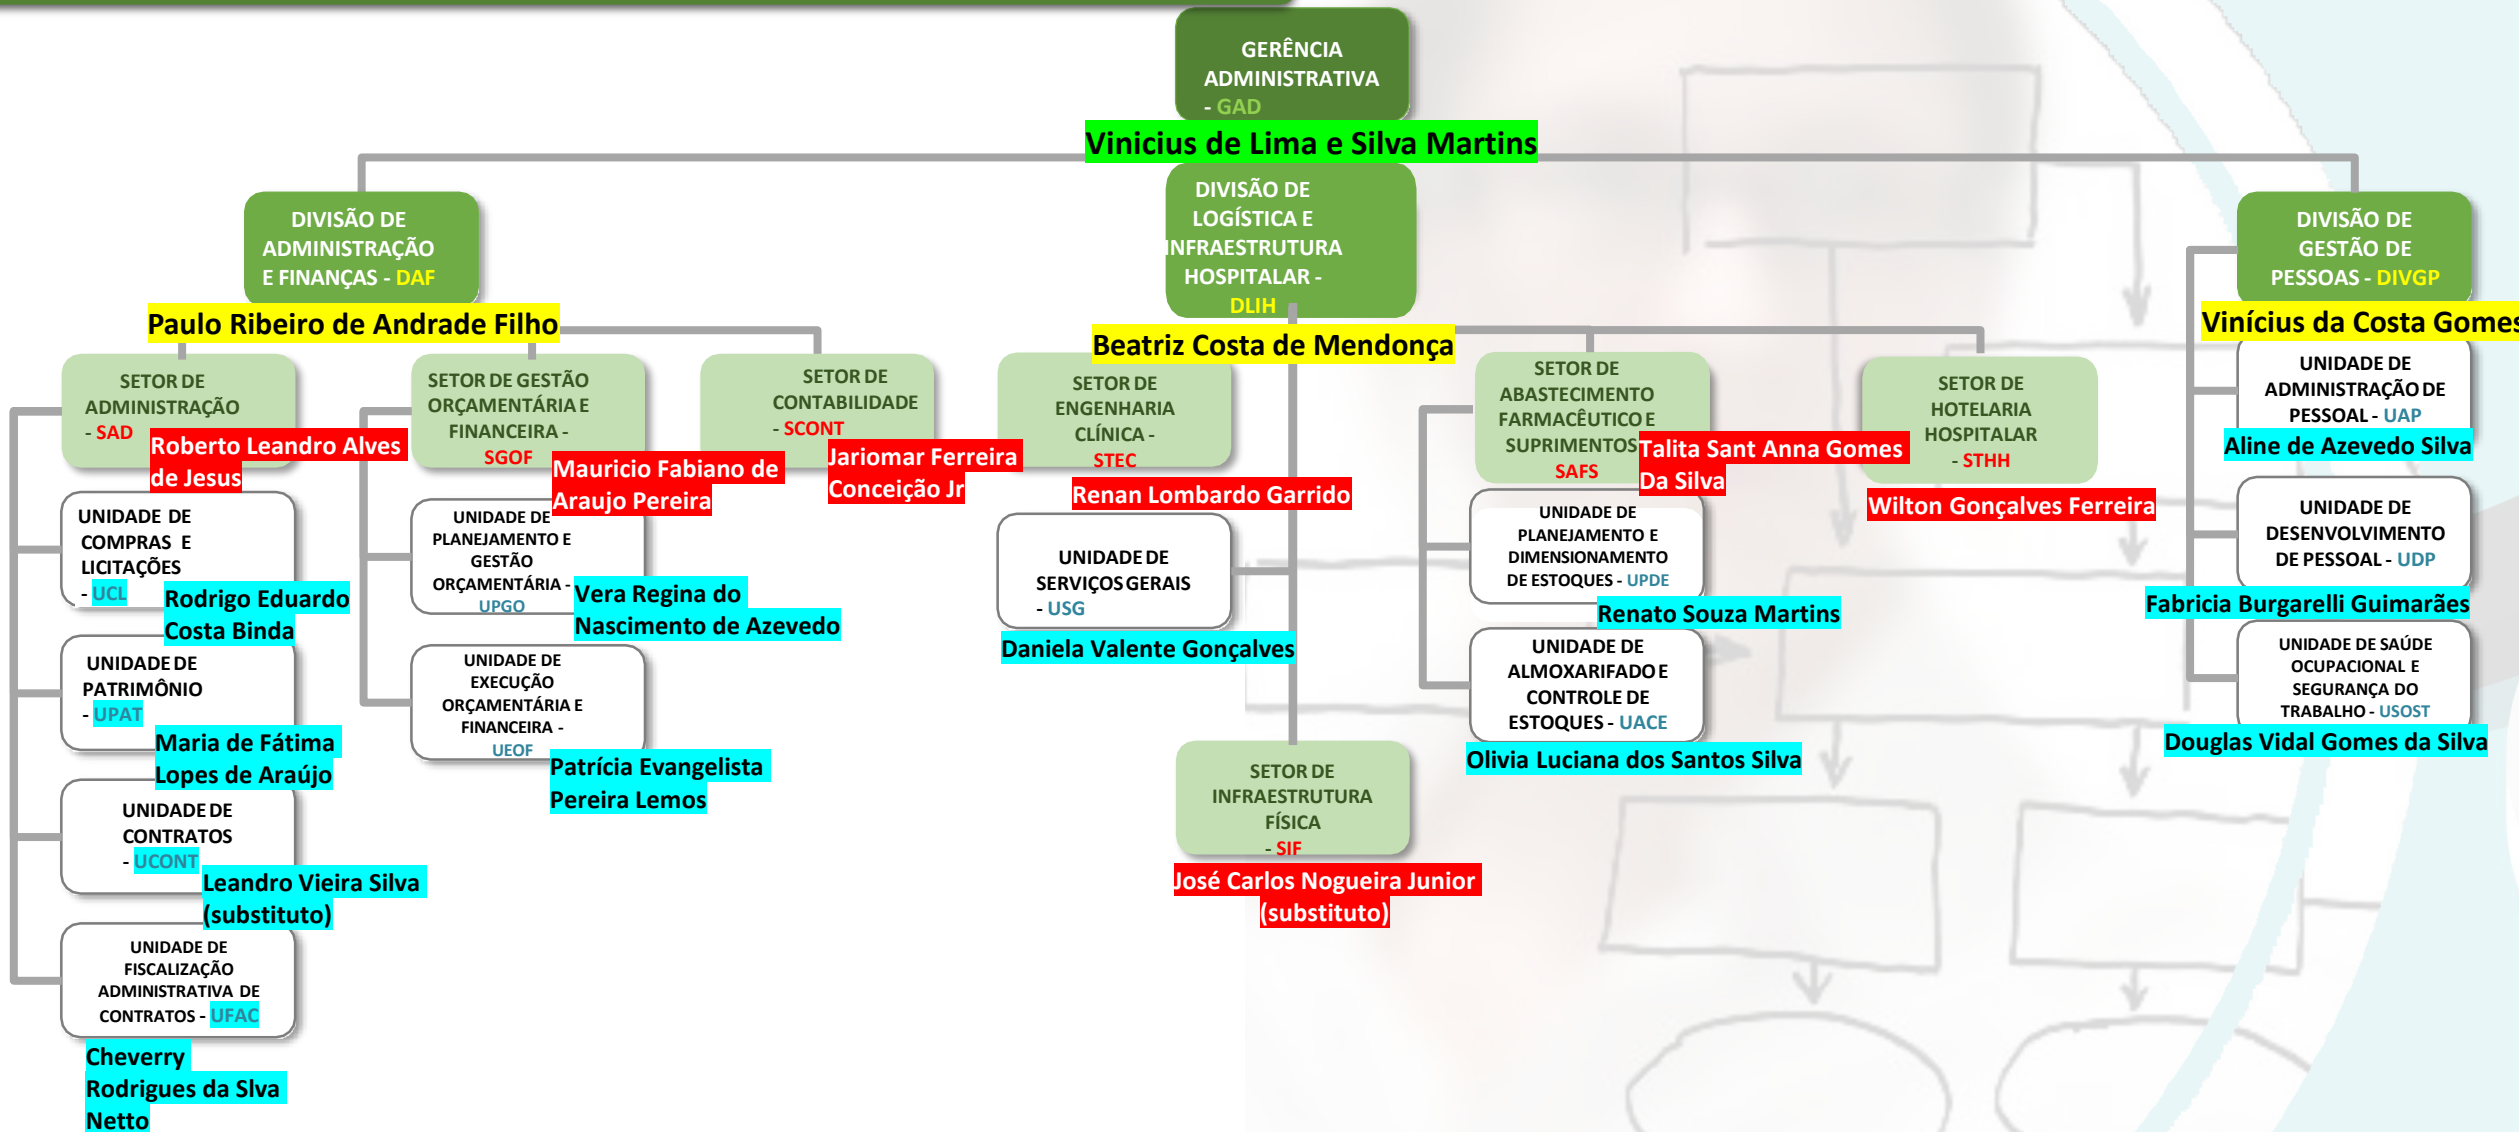 GERÊNCIA
ADMINISTRATIVA
- GAD
Vinicius de Lima e Silva Martins
DIVISÃO DE
ADMINISTRAÇÃO
E FINANÇAS - DAF
Paulo Ribeiro de Andrade Filho
DIVISÃO DE
LOGÍSTICA E
INFRAESTRUTURA
HOSPITALAR -
DLIH
Beatriz Costa de Mendonça
DIVISÃO DE
GESTÃO DE
PESSOAS - DIVGP
Vinícius da Costa Gomes
SETOR DE
ADMINISTRAÇÃO
- SAD
Roberto Leandro Alves
de Jesus
UNIDADE DE
COMPRAS E
LICITAÇÕES
- UCL
Rodrigo Eduardo
Costa Binda
UNIDADE DE
PATRIMÔNIO
- UPAT
Maria de Fátima
Lopes de Araújo
UNIDADE DE
CONTRATOS
- UCONT
Leandro Vieira Silva
(substituto)
UNIDADE DE
FISCALIZAÇÃO
ADMINISTRATIVA DE
CONTRATOS - UFAC
Cheverry
Rodrigues da Slva
Netto
SETOR DE GESTÃO
ORÇAMENTÁRIA E
FINANCEIRA -
SGOF
Mauricio Fabiano de
Araujo Pereira
UNIDADE DE
PLANEJAMENTO E
GESTÃO
ORÇAMENTÁRIA -
UPGO
Vera Regina do
Nascimento de Azevedo
UNIDADE DE
EXECUÇÃO
ORÇAMENTÁRIA E
FINANCEIRA -
UEOF
Patrícia Evangelista
Pereira Lemos
SETOR DE
CONTABILIDADE
- SCONT
Jariomar Ferreira
Conceição Jr
SETOR DE
ENGENHARIA
CLÍNICA -
STEC
Renan Lombardo Garrido
UNIDADE DE
SERVIÇOS GERAIS
- USG
Daniela Valente Gonçalves
SETOR DE
INFRAESTRUTURA
FÍSICA
- SIF
José Carlos Nogueira Junior
(substituto)
SETOR DE
ABASTECIMENTO
FARMACÊUTICO E
SUPRIMENTOS
SAFS
Talita Sant Anna Gomes
Da Silva
UNIDADE DE
PLANEJAMENTO E
DIMENSIONAMENTO
DE ESTOQUES - UPDE
Renato Souza Martins
UNIDADE DE
ALMOXARIFADO E
CONTROLE DE
ESTOQUES - UACE
Olivia Luciana dos Santos Silva
SETOR DE
HOTELARIA
HOSPITALAR
- STHH
Wilton Gonçalves Ferreira
UNIDADE DE
ADMINISTRAÇÃO DE
PESSOAL - UAP
Aline de Azevedo Silva
UNIDADE DE
DESENVOLVIMENTO
DE PESSOAL - UDP
Fabricia Burgarelli Guimarães
UNIDADE DE SAÚDE
OCUPACIONAL E
SEGURANÇA DO
TRABALHO - USOST
Douglas Vidal Gomes da Silva